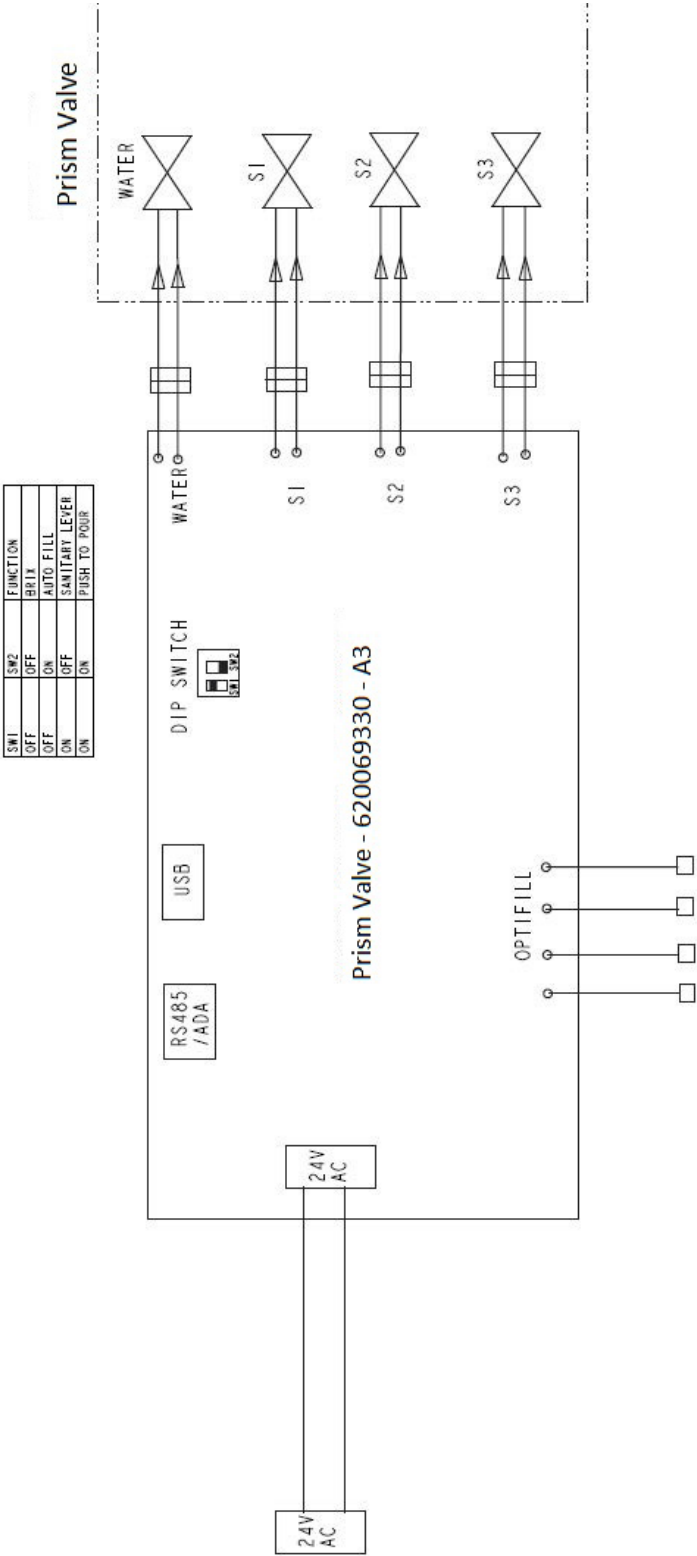 Prism Valve
WATER
S1
S2
S3
SW1 SW2 FUNCTION
OFF OFF BRIX
OFF ON AUTO FILL
ON OFF SANITARY LEVER
ON ON PUSH TO POUR
WATER
S1
S2
S3
DIP SWITCH
SW1 SW2
USB
RS485
/ADA
Prism Valve - 620069330 - A3
OPTIFILL
24V
AC
24V
AC